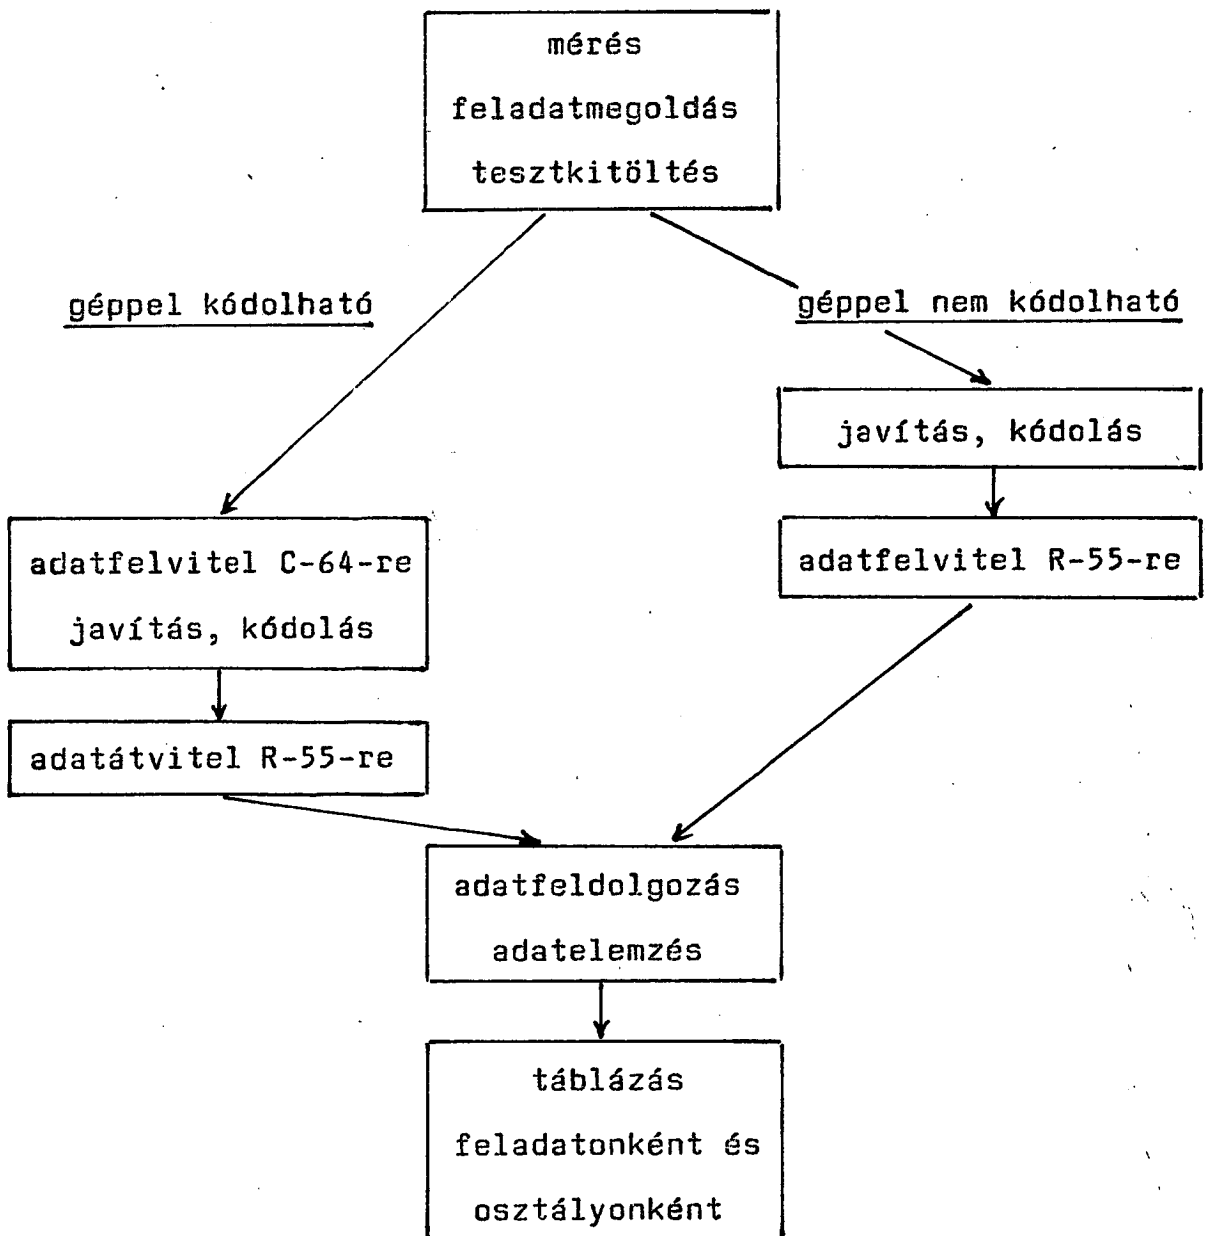 mérés
feladatmegoldás
tesztkitöltés
géppel kódolható
géppel nem kódolható
javítás, kódolás
adatfelvitel C-64-re
javítás, kódolás
adatfelvitel R-55-re
adatátvitel R-55-re
adatfeldolgozás
adatelemzés
táblázás
feladatonként és
osztályonként